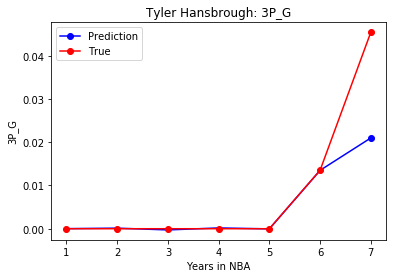 Tyler Hansbrough: 3P_G
Prediction
True
0.04
0.03
0.02
0.01
0.00
3P_G
1 2 3 4 5 6 7
Years in NBA